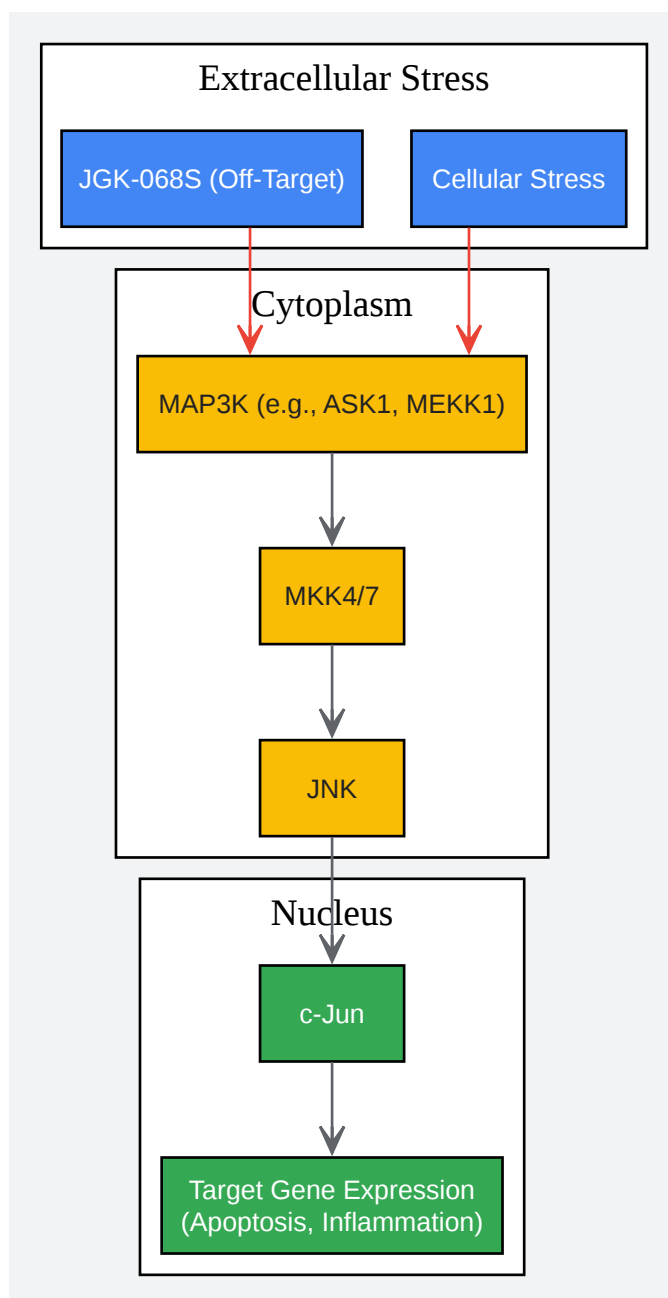 Extracellular Stress
JGK-068S (Off-Target)
Cellular Stress
Cytoplasm
MAP3K (e.g., ASK1, MEKK1)
MKK4/7
JNK
Nucleus
c-Jun
Target Gene Expression
(Apoptosis, Inflammation)